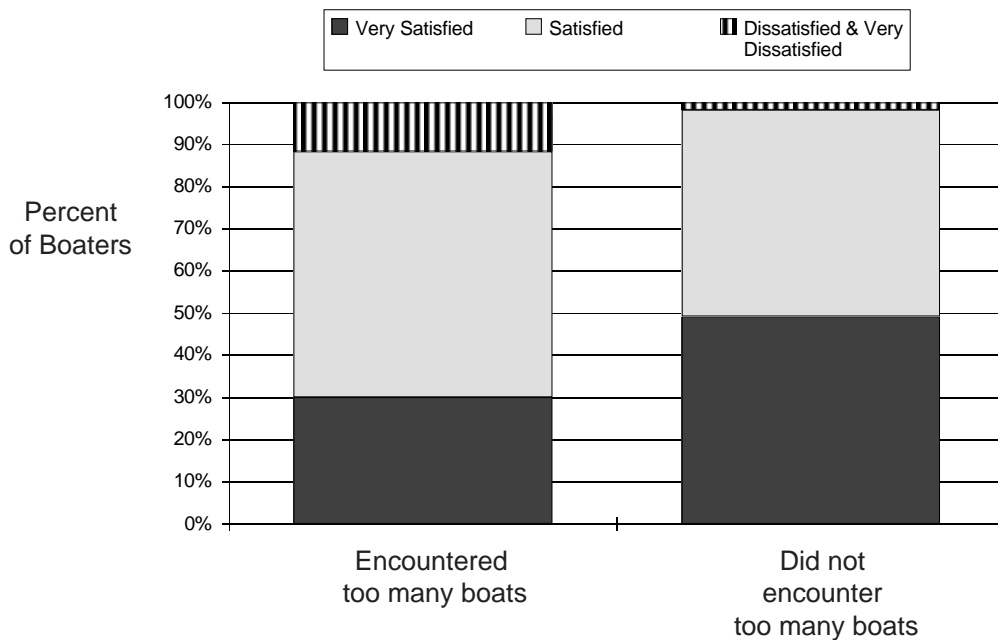 Very Satisfied
Satisfied
Dissatisfied & Very
Dissatisfied
Percent
of Boaters
100%
90%
80%
70%
60%
50%
40%
30%
20%
10%
0%
Encountered
too many boats
Did not
encounter
too many boats